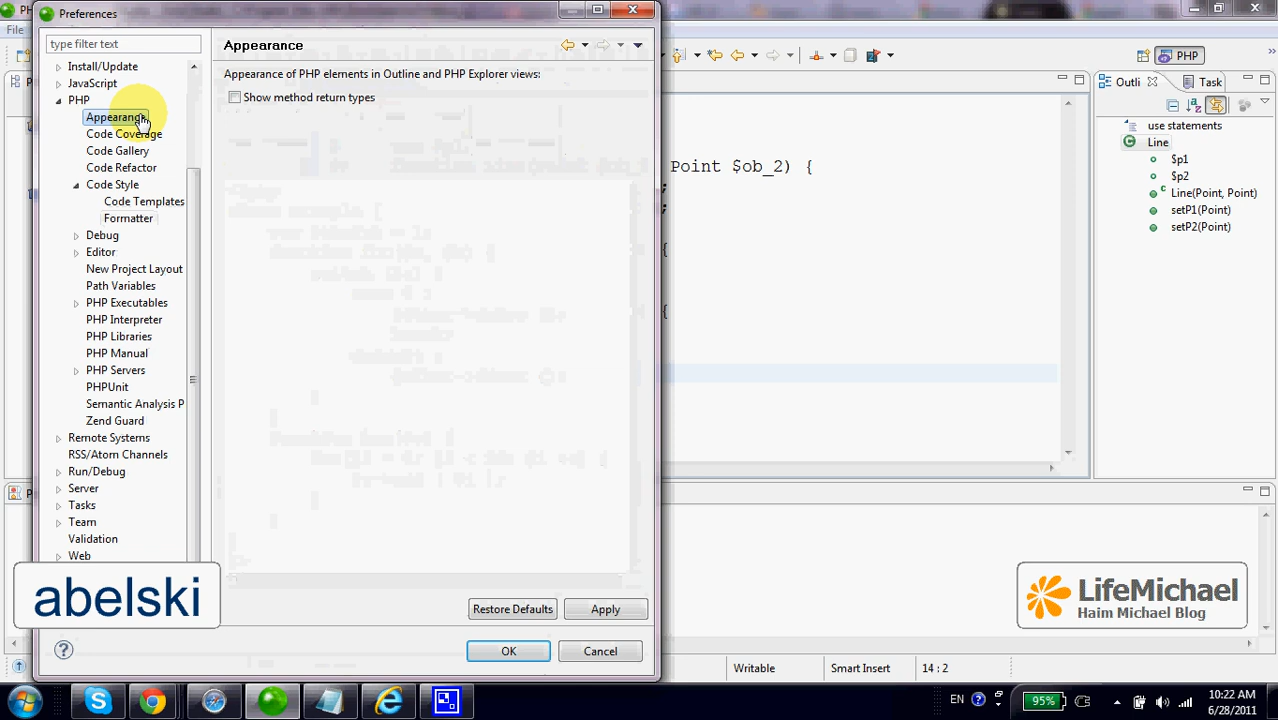 Preferences
File
type filter text
Install/Update
JavaScript
PHP
Appearance
Code Coverage
Code Gallery
Code Refactor
Code Style
Code Templates
Formatter
Debug
Editor
New Project Layout
Path Variables
PHP Executables
PHP Interpreter
PHP Libraries
PHP Manual
PHP Servers
PHPUnit
Semantic Analysis P
Zend Guard
Remote Systems
RSS/Atom Channels
Run/Debug
Server
Tasks
Team
Validation
Web
Appearance
Appearance of PHP elements in Outline and PHP Explorer views:
Show method return types
Restore Defaults
Apply
OK
Cancel
Point $ob_2) {
;
;
{
{
PHP
Outli
Task
use statements
Line
$p1
$p2
Line(Point, Point)
setP1(Point)
setP2(Point)
abelski
LifeMichael
Haim Michael Blog
Writable
Smart Insert
14 : 2
EN
95%
10:22 AM
6/28/2011